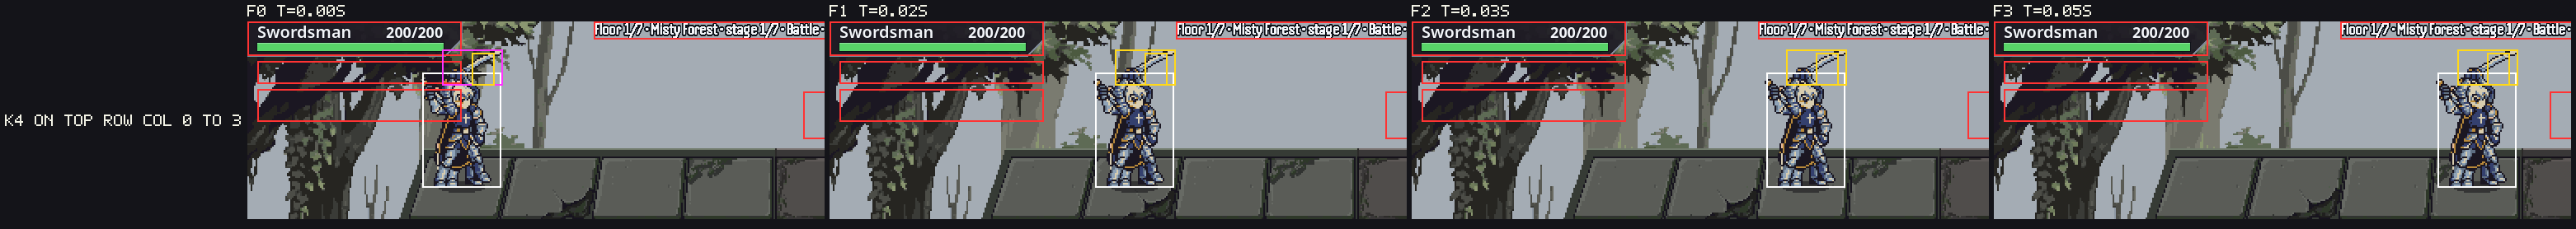 F0 T=0.00S
F1 T=0.02S
F2 T=0.03S
F3 T=0.05S
Swordsman 200/200
Floor 1/7 · Misty Forest · stage 1/7 · Battle ·
Swordsman 200/200
Floor 1/7 · Misty Forest · stage 1/7 · Battle ·
Swordsman 200/200
Floor 1/7 · Misty Forest · stage 1/7 · Battle ·
Swordsman 200/200
Floor 1/7 · Misty Forest · stage 1/7 · Battle ·
K4 ON TOP ROW COL 0 TO 3